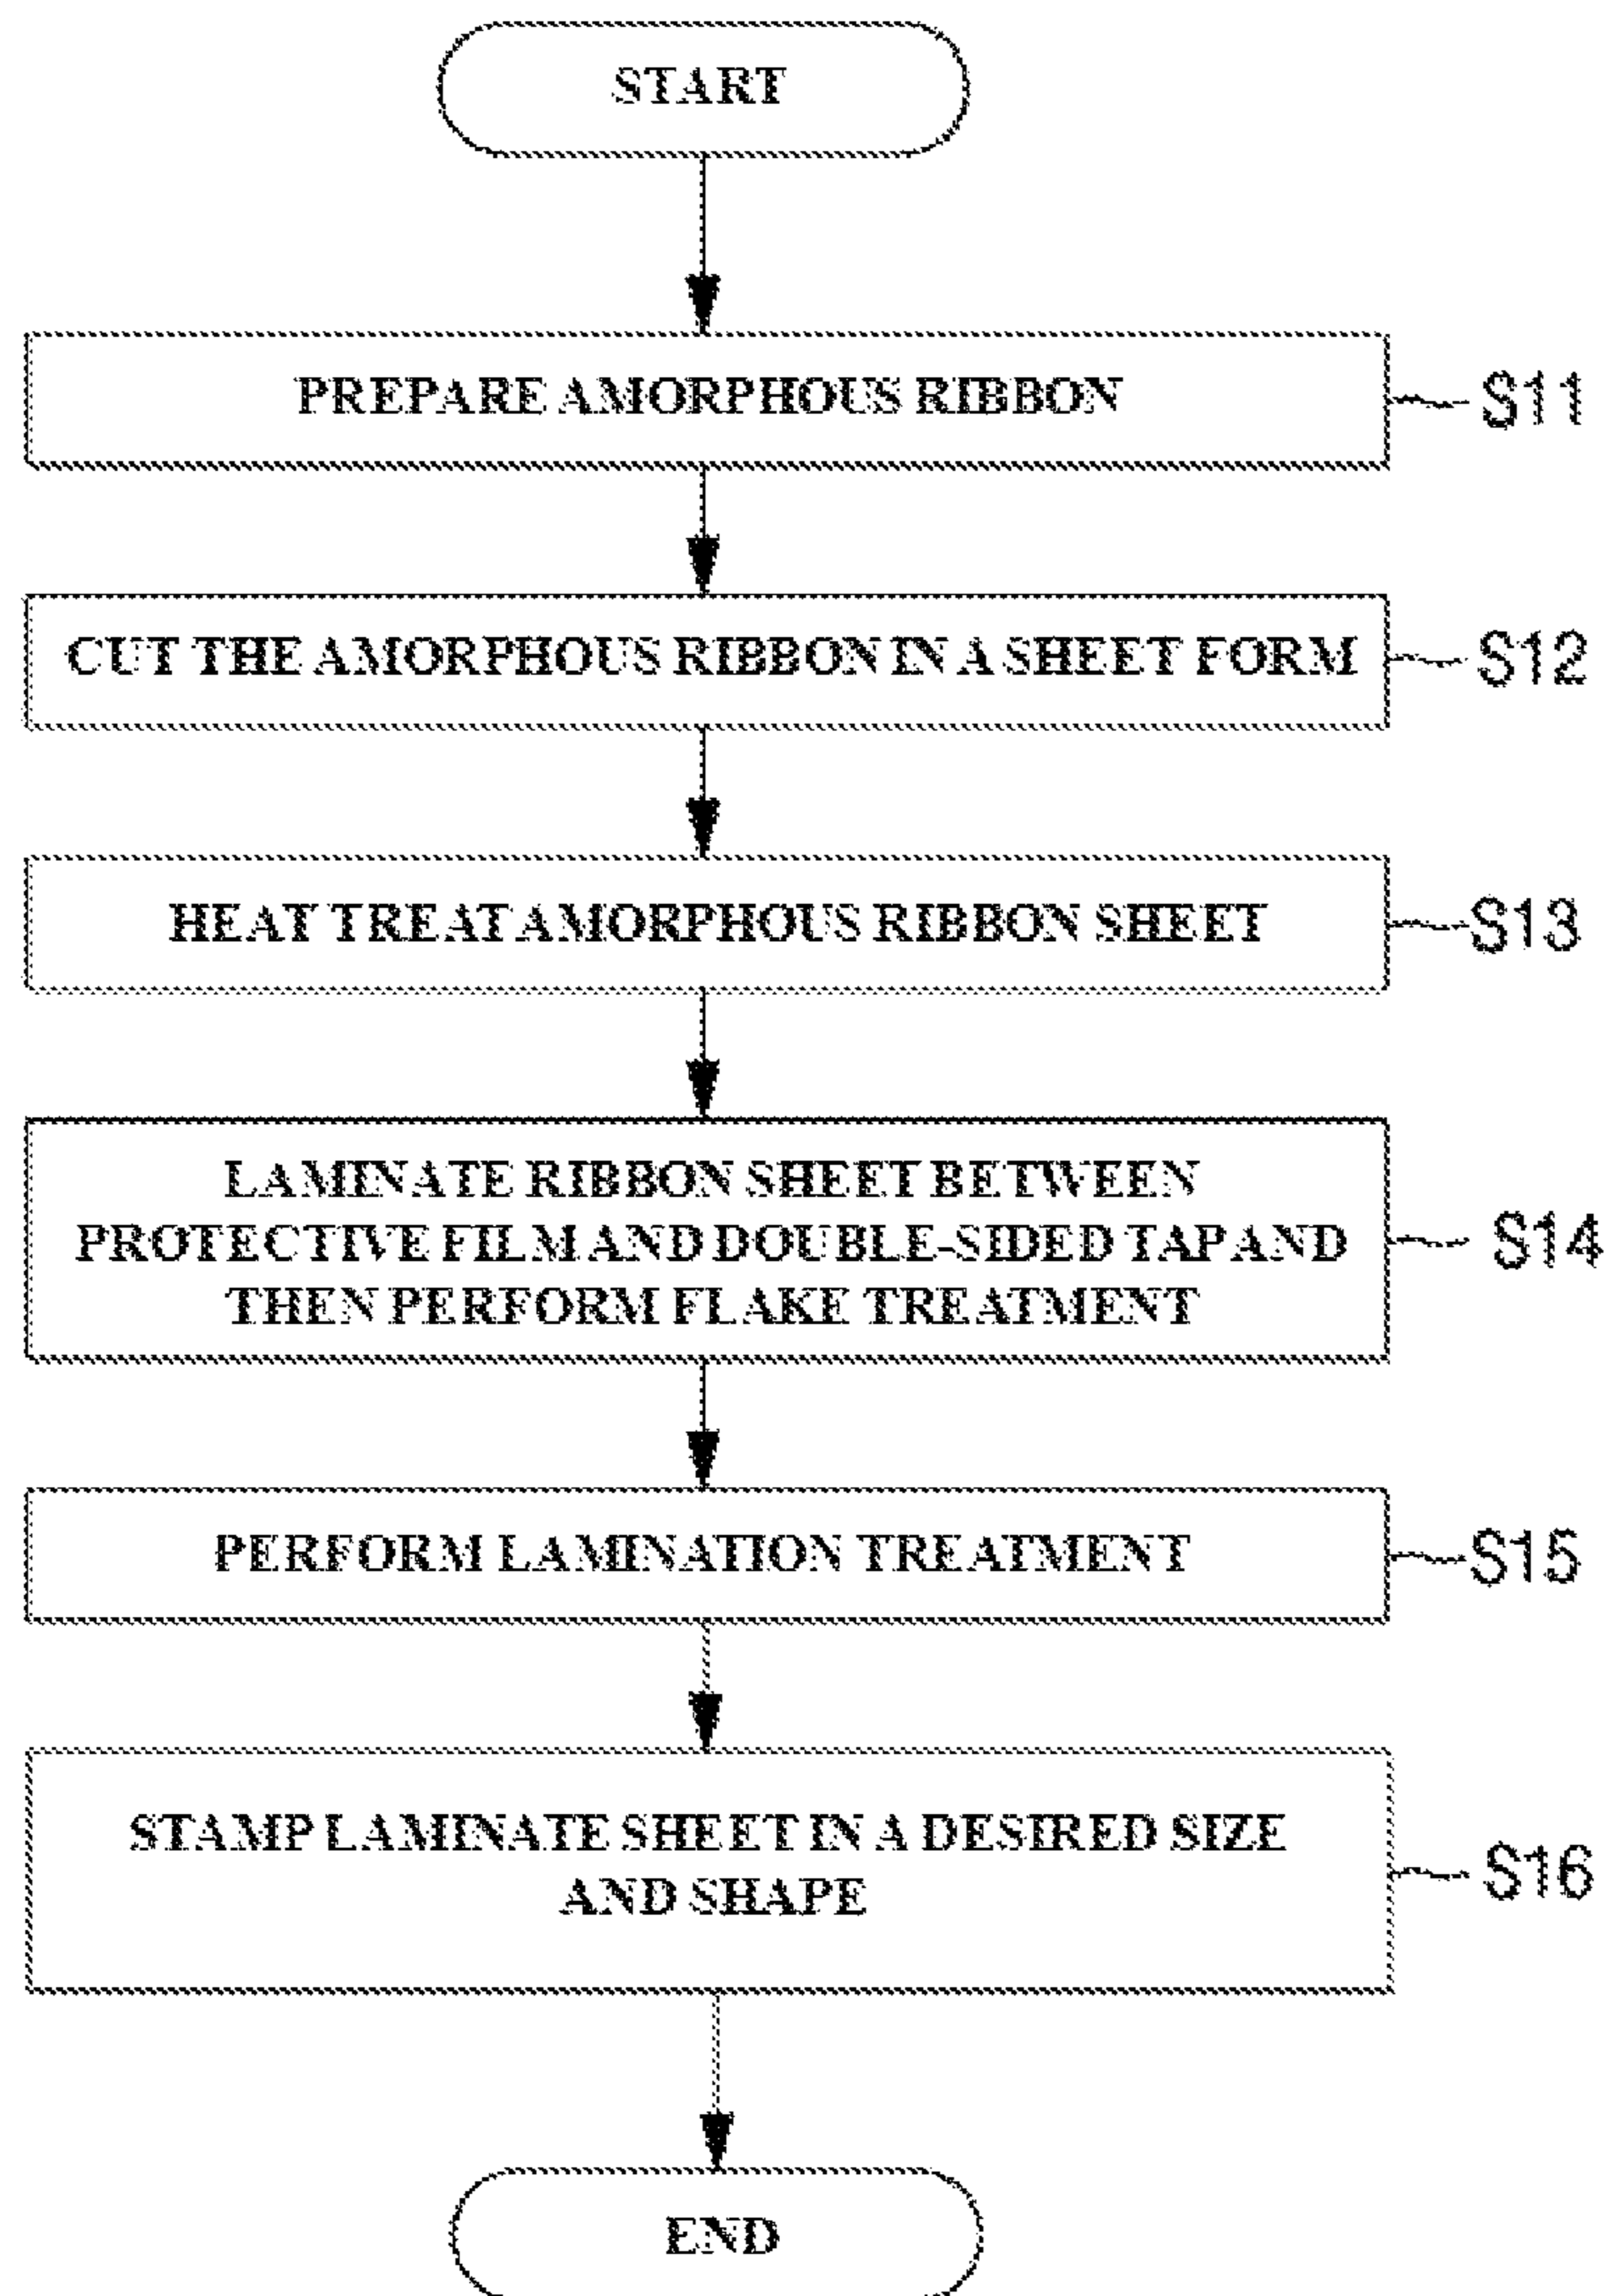 START
PREPARE AMORPHOUS RIBBON
S11
CUT THE AMORPHOUS RIBBON IN A SHEET FORM
S12
HEAT TREAT AMORPHOUS RIBBON SHEET
S13
LAMINATE RIBBON SHEET BETWEEN
PROTECTIVE FILM AND DOUBLE-SIDED TAP AND
THEN PERFORM FLAKE TREATMENT
S14
PERFORM LAMINATION TREATMENT
S15
STAMP LAMINATE SHEET IN A DESIRED SIZE
AND SHAPE
S16
END